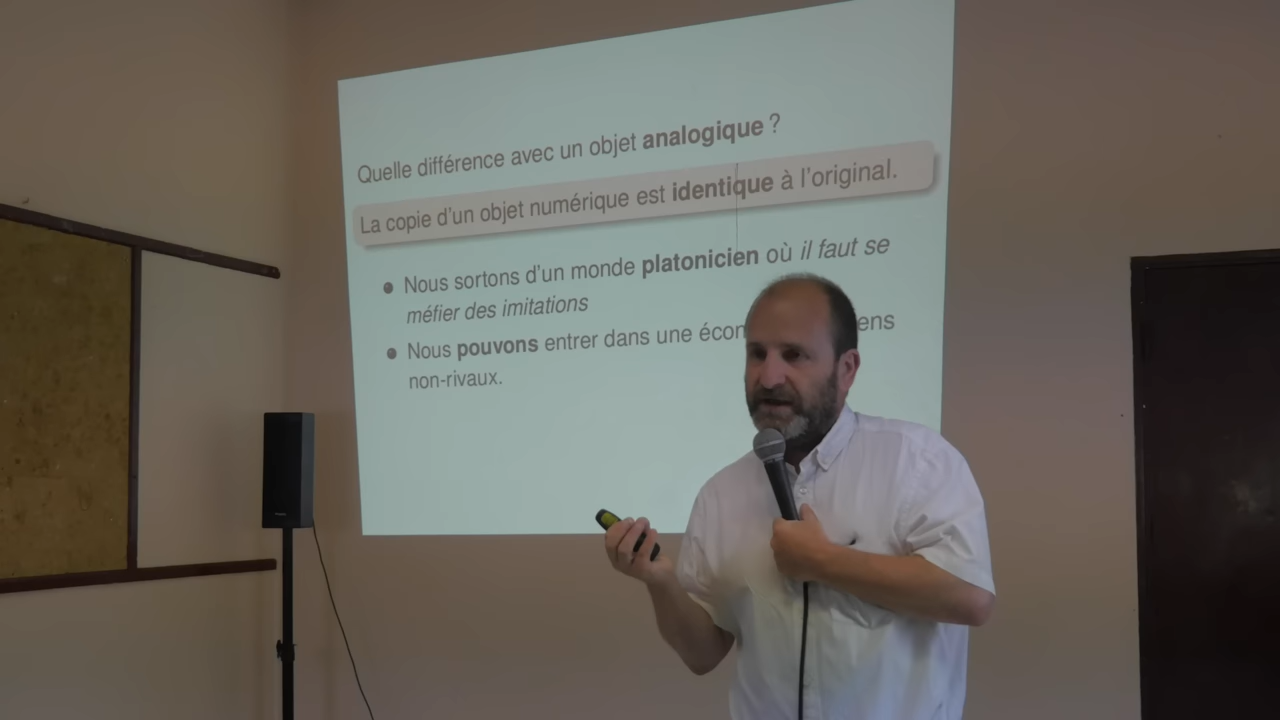 Quelle différence avec un objet analogique ?
La copie d'un objet numérique est identique à l'original.
Nous sortons d'un monde platonicien où il faut se
méfier des imitations
Nous pouvons entrer dans une écon ens
non-rivaux.